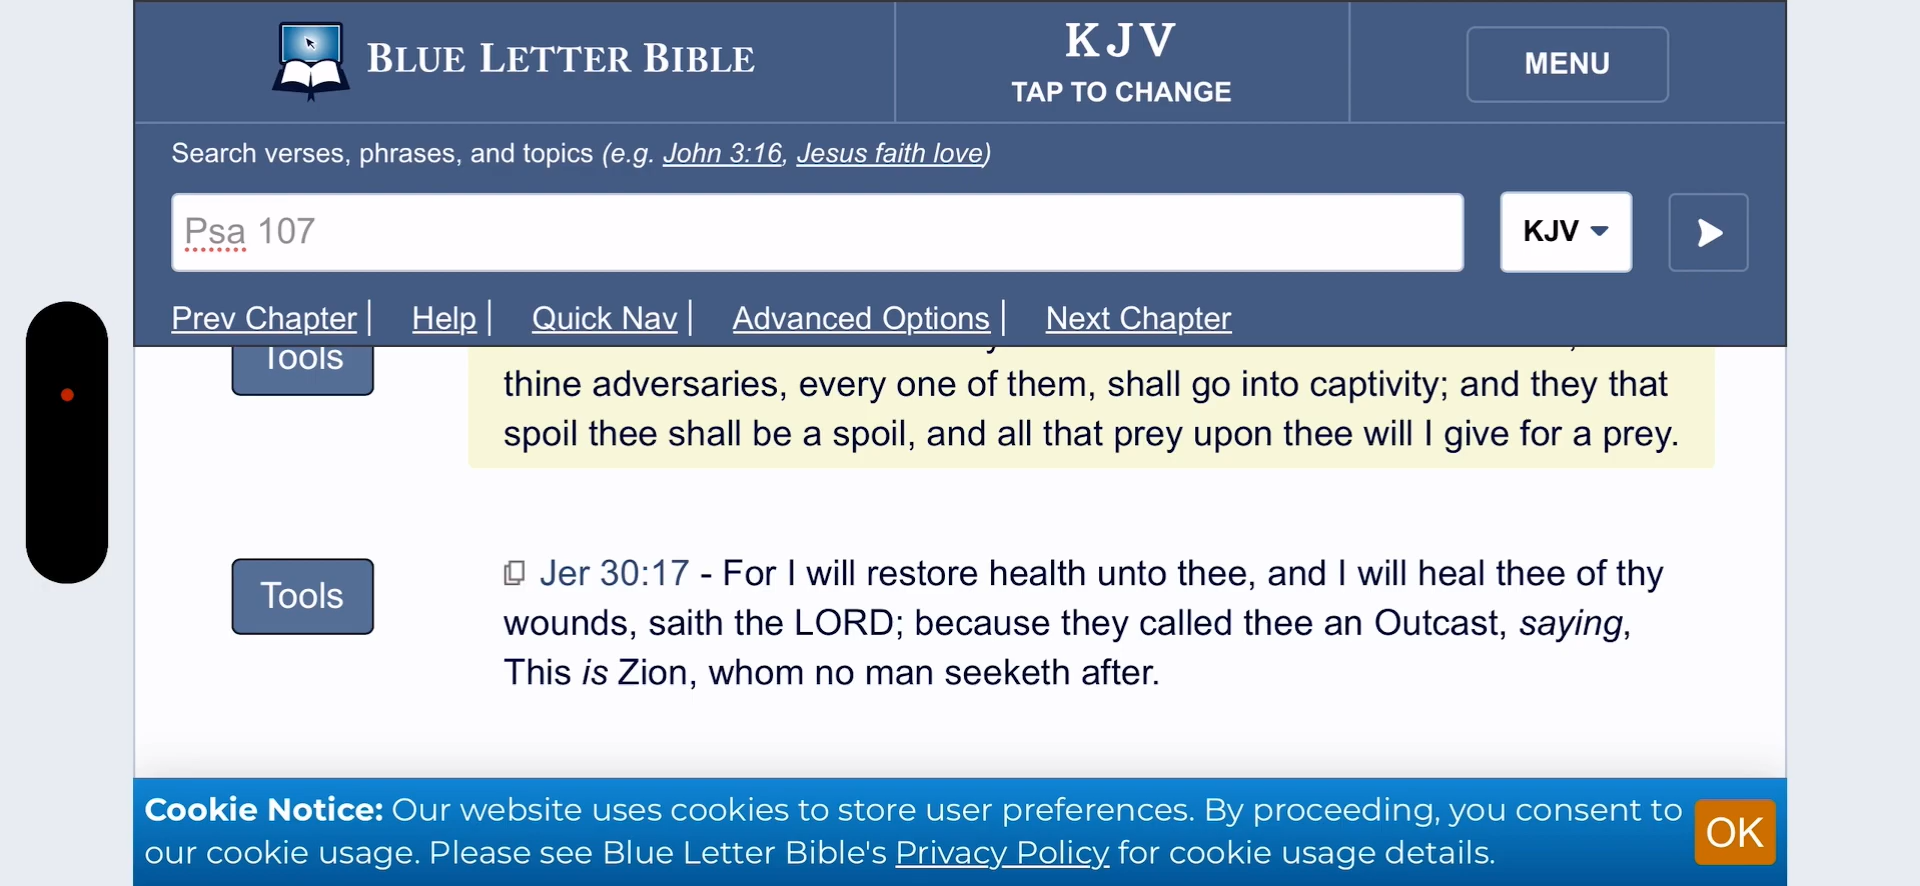 BLUE LETTER BIBLE
KJV
TAP TO CHANGE
MENU
Search verses, phrases, and topics (e.g. John 3:16, Jesus faith love)
Psa 107
KJV
Prev Chapter | Help | Quick Nav | Advanced Options | Next Chapter
Tools
thine adversaries, every one of them, shall go into captivity; and they that
spoil thee shall be a spoil, and all that prey upon thee will I give for a prey.
Tools
Jer 30:17 - For I will restore health unto thee, and I will heal thee of thy
wounds, saith the LORD; because they called thee an Outcast, saying,
This is Zion, whom no man seeketh after.
Cookie Notice: Our website uses cookies to store user preferences. By proceeding, you consent to
our cookie usage. Please see Blue Letter Bible's Privacy Policy for cookie usage details.
OK